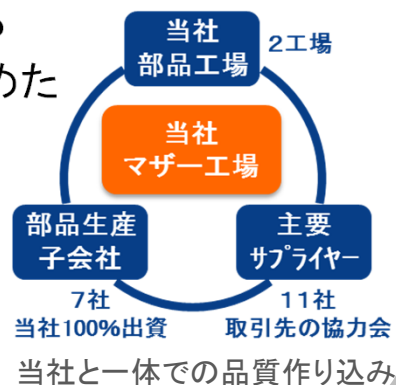 めた
当社
部品工場
2工場
当社
マザー工場
部品生産
子会社
主要
ｻﾌﾟﾗｲﾔｰ
7社
当社100%出資
11社
取引先の協力会
当社と一体での品質作り込み